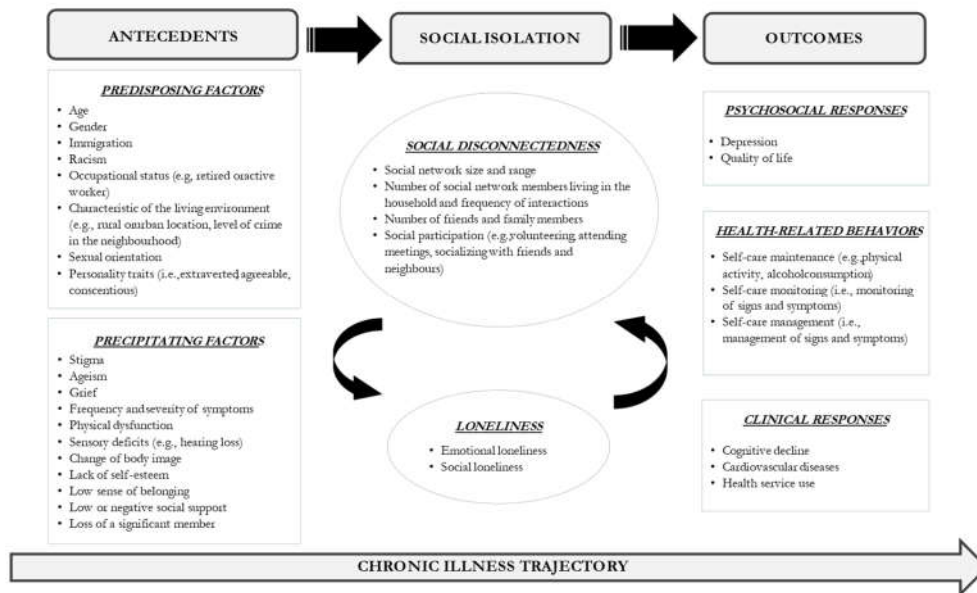 ANTECEDENTS
SOCIAL ISOLATION
OUTCOMES
PREDISPOSING FACTORS
• Age
• Gender
• Immigration
• Racism
• Occupational status (e.g, retired oractive
worker)
• Characteristic of the living environment
(e.g., rural orurban location, level of crime
in the neighbourhood)
• Sexual orientation
• Personality traits (i.e., extraverted, agreeable,
conscentious)
PRECIPITATING FACTORS
• Stigma
• Ageism
• Grief
• Frequency and severity of symptoms
• Physical dysfunction
• Sensory deficits (e.g., hearing loss)
• Change of body image
• Lack of self-esteem
• Low sense of belonging
• Low or negative social support
• Loss of a significant member
SOCIAL DISCONNECTEDNESS
• Social network size and range
• Number of social network members living in the
household and frequency of interactions
• Number of friends and family members
• Social participation (e.g,volunteering, attending
meetings, socializing with friends and
neighbours)
LONELINESS
• Emotional loneliness
• Social loneliness
PSYCHOSOCIAL RESPONSES
• Depression
• Quality of life
HEALTH-RELATED BEHAVIORS
• Self-care maintenance (e.g.,physical
activity, alcoholconsumption)
• Self-care monitoring (i.e., monitoring
of signs and symptoms)
• Self-care management (i.e.,
management of signs and symptoms)
CLINICAL RESPONSES
• Cognitive decline
• Cardiovascular diseases
• Health service use
CHRONIC ILLNESS TRAJECTORY